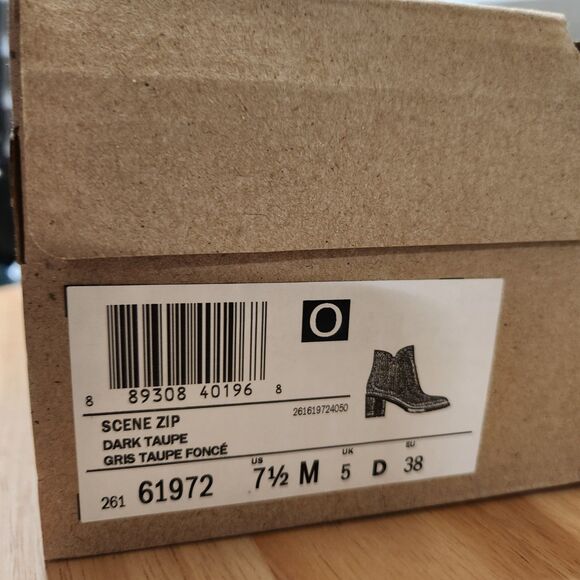 O
8 89308 40196 8
261619724050
SCENE ZIP
DARK TAUPE
GRIS TAUPE FONCÉ
261 61972 US 7½ M UK 5 D EU 38